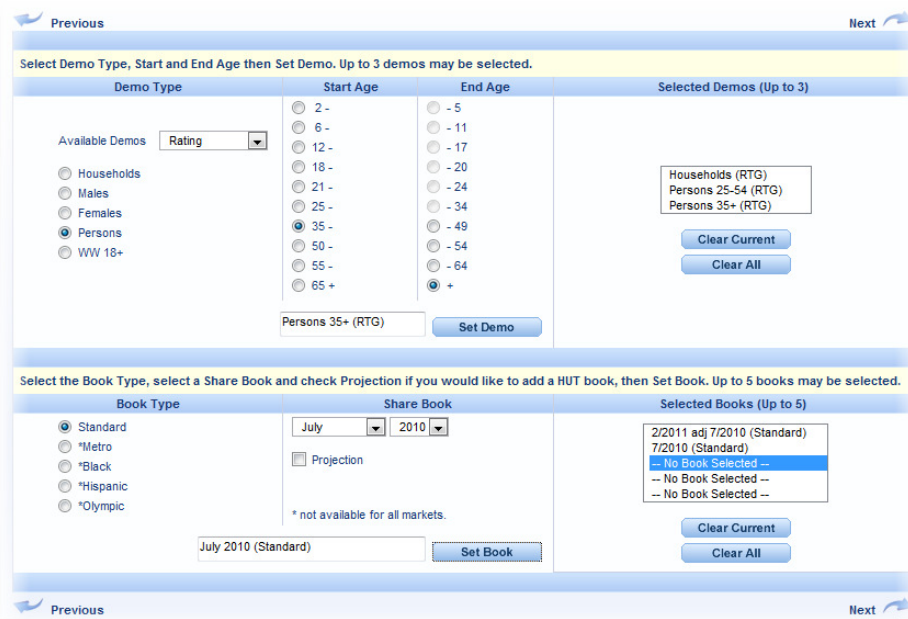 Previous
Next
Select Demo Type, Start and End Age then Set Demo. Up to 3 demos may be selected.
Demo Type
Start Age
End Age
Selected Demos (Up to 3)
Available Demos
Rating
Households
Males
Females
Persons
WW 18+
2 -
6 -
12 -
18 -
21 -
25 -
35 -
50 -
55 -
65 +
- 5
- 11
- 17
- 20
- 24
- 34
- 49
- 54
- 64
+
Households (RTG)
Persons 25-54 (RTG)
Persons 35+ (RTG)
Clear Current
Clear All
Persons 35+ (RTG)
Set Demo
Select the Book Type, select a Share Book and check Projection if you would like to add a HUT book, then Set Book. Up to 5 books may be selected.
Book Type
Share Book
Selected Books (Up to 5)
Standard
*Metro
*Black
*Hispanic
*Olympic
July
2010
Projection
* not available for all markets.
2/2011 adj 7/2010 (Standard)
7/2010 (Standard)
-- No Book Selected --
-- No Book Selected --
-- No Book Selected --
Clear Current
Clear All
July 2010 (Standard)
Set Book
Previous
Next